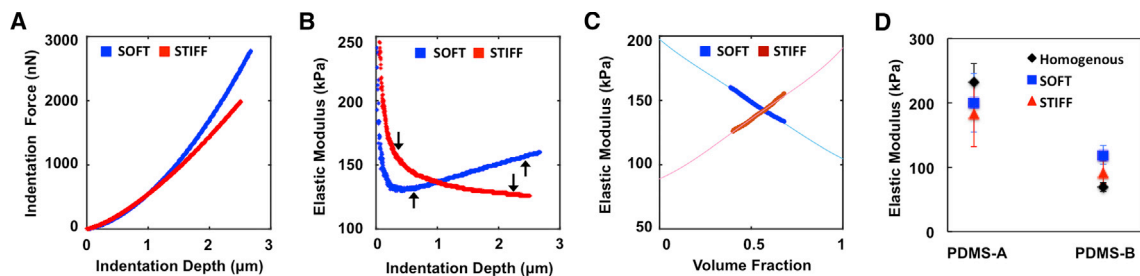 A
SOFT STIFF
3000
2000
1000
0
0 1 2 3
Indentation Force (nN)
Indentation Depth (µm)
B
SOFT STIFF
250
200
150
100
0 1 2 3
Elastic Modulus (kPa)
Indentation Depth (µm)
C
SOFT STIFF
200
150
100
50
0 0.5 1
Elastic Modulus (kPa)
Volume Fraction
D
Homogenous
SOFT
STIFF
300
200
100
0
Elastic Modulus (kPa)
PDMS-A PDMS-B